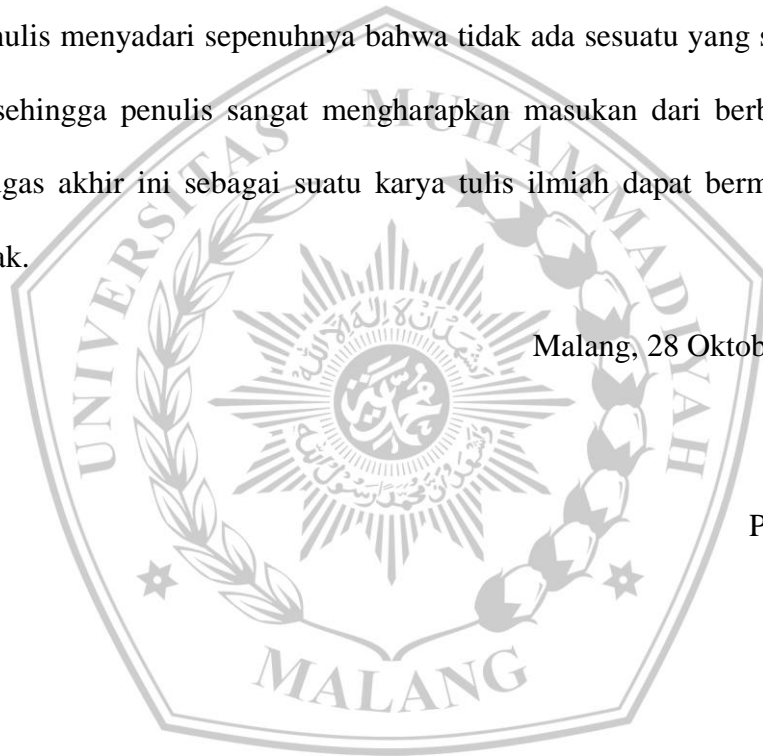 nulis menyadari sepenuhnya bahwa tidak ada sesuatu yang s
sehingga penulis sangat mengharapkan masukan dari berb
gas akhir ini sebagai suatu karya tulis ilmiah dapat berm
ak.
Malang, 28 Oktob
P
UNIVERSITAS MUHAMMADIYAH
MALANG